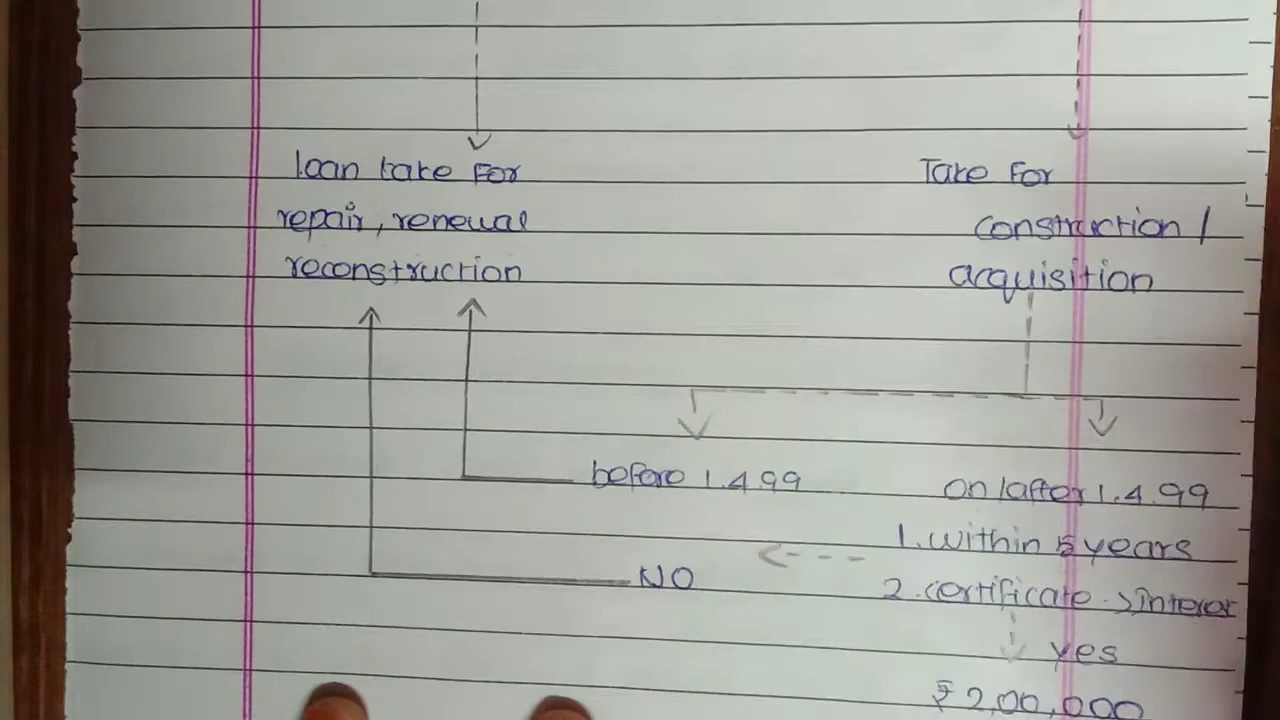 loan take For
repair, renewal
reconstruction
Take For
construction /
acquisition
before 1.4.99
on/after 1.4.99
1. within 5 years
2. certificate → Interest
NO
yes
₹ 2,00,000